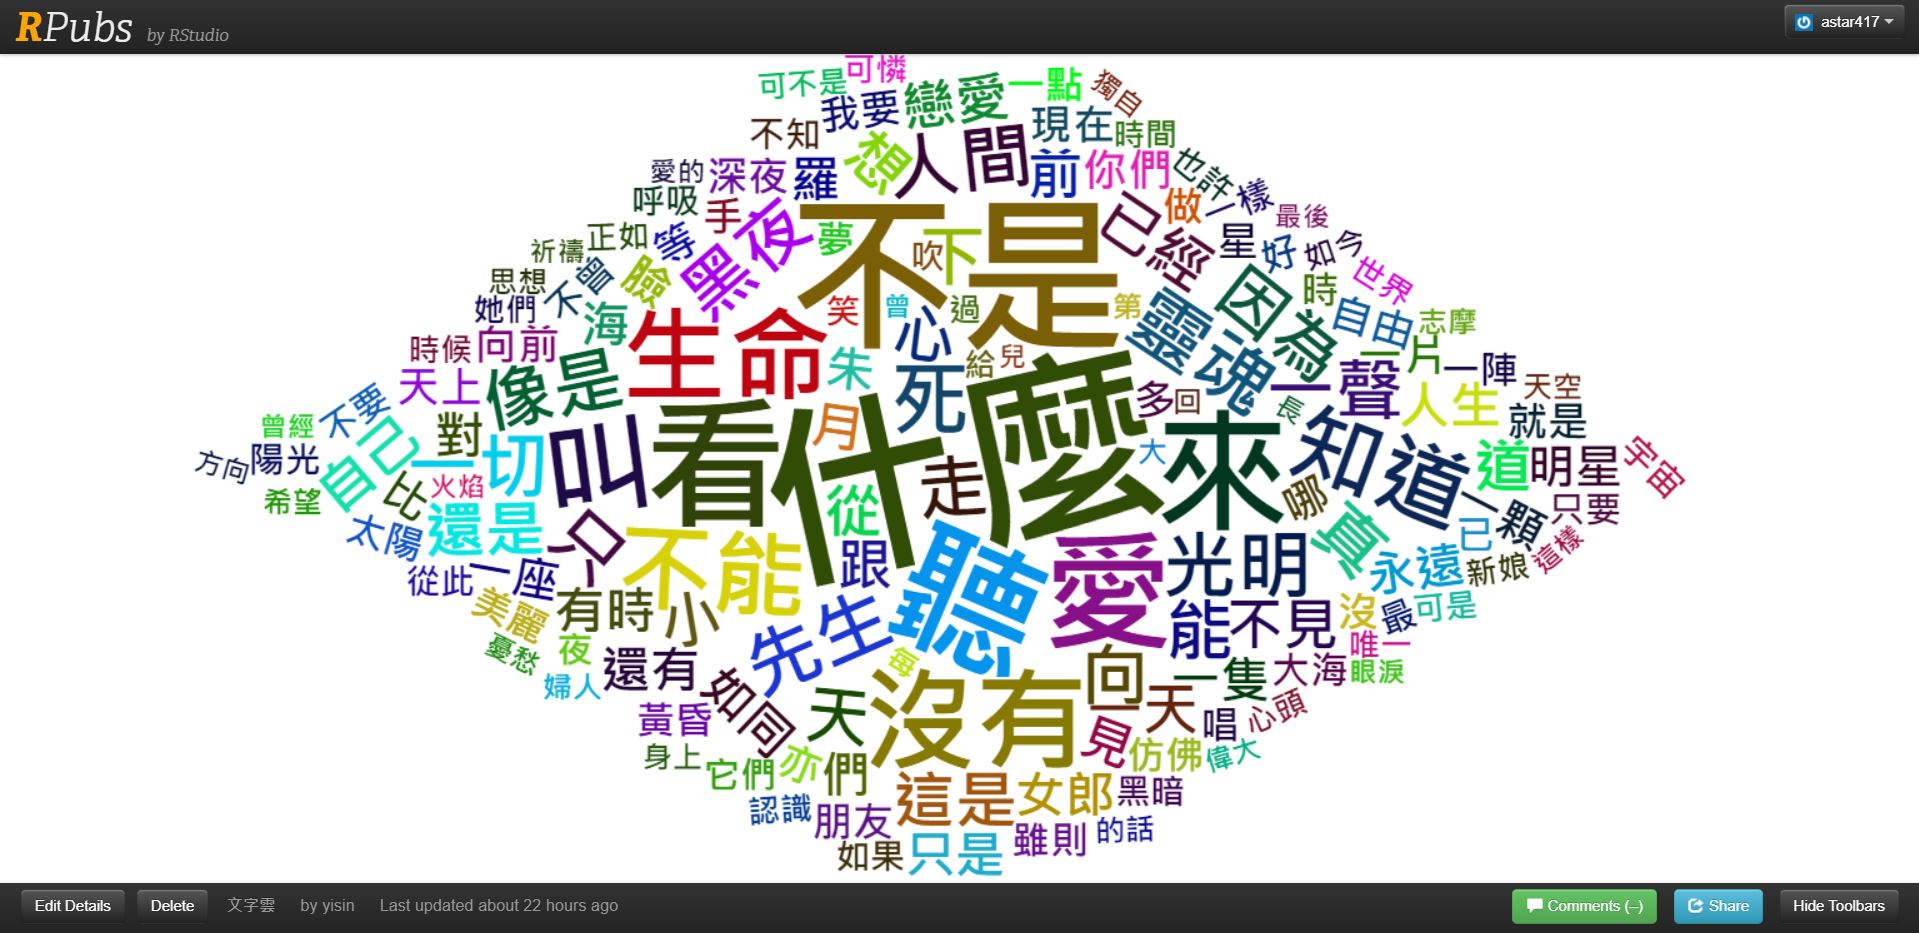 RPubs by RStudio
astar417
可不是 可憐 一點 獨自
我要 戀愛 現在 時間
不知 想 人間 前 你們 也許
愛的 深夜 羅 做 一樣 最後
呼吸 手 黑夜 夢 不是 已經 星 好 如今
祈禱 正如 等 吹 下 世界
思想 不曾 臉 因為 時 自由 志摩
她們 海 生命 笑 曾 心 過 第 靈魂
時候 向前 朱 給 兒 一片 一陣
天上 像是 死 多 回 長 一聲 人生 天空
曾經 不要 對 月 什麼 就是
方向 陽光 自己 一切 叫 看 走 大 來 知道 道 明星 宇宙
希望 比 火焰 從 哪 一顆 只要
太陽 還是 只 不能 跟 聽 愛 光明 真 已 這樣
從此 一座 永遠 新娘
美麗 有時 小 先生 能 不見 沒 最 可是
憂愁 夜 還有 每 向 一隻 大海 唯一
婦人 如同 天 沒有 一天 眼淚
黃昏 見 唱 心頭
身上 它們 亦 們 仿佛 偉大
認識 朋友 這是 女郎 黑暗
如果 只是 雖則 的話
Edit Details Delete 文字雲 by yisin Last updated about 22 hours ago Comments (–) Share Hide Toolbars